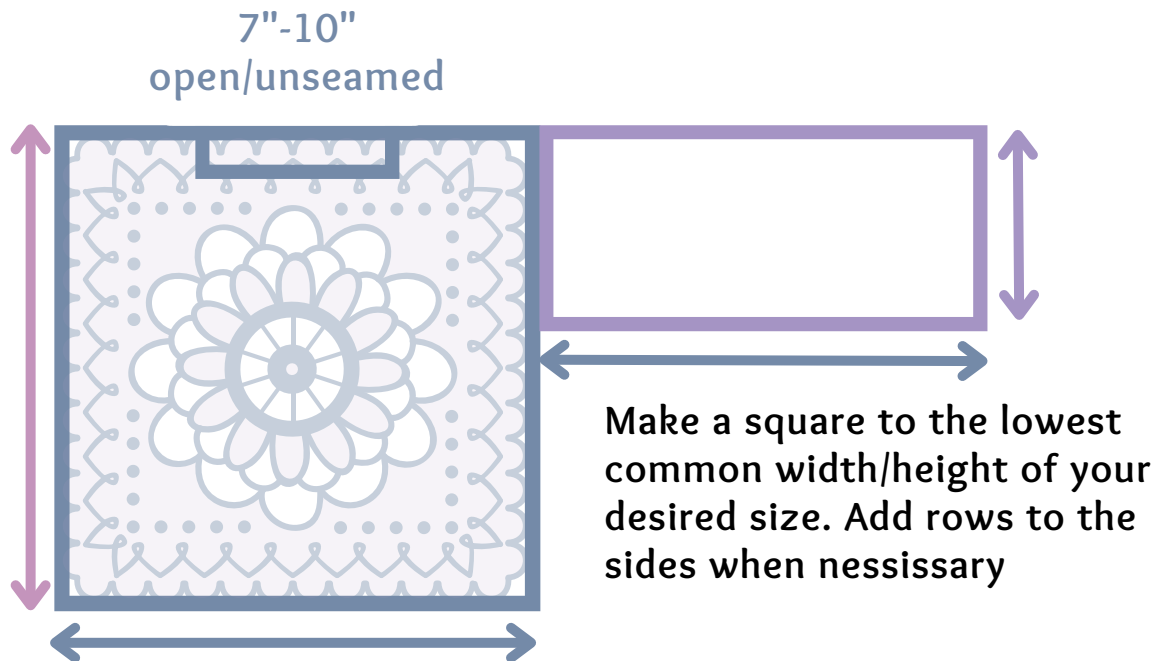 7"-10"
open/unseamed
Make a square to the lowest
common width/height of your
desired size. Add rows to the
sides when nessissary